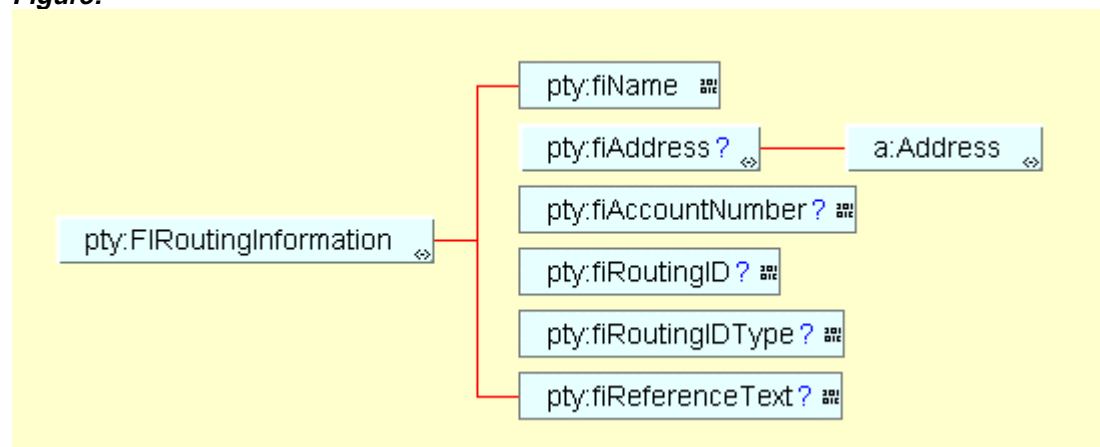 Figure:
pty:fiName
pty:fiAddress? a:Address
pty:fiAccountNumber?
pty:FIRoutingInformation
pty:fiRoutingID?
pty:fiRoutingIDType?
pty:fiReferenceText?